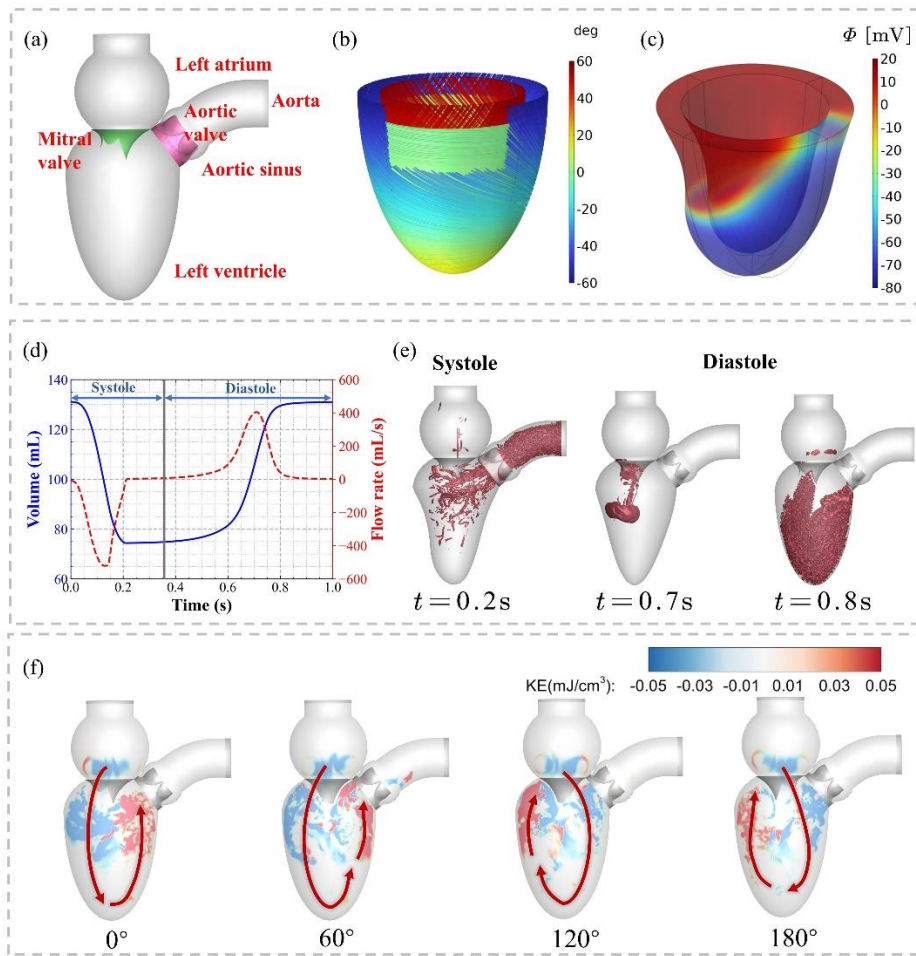 (a)
Left atrium
Aorta
Aortic
valve
Mitral
valve
Aortic sinus
Left ventricle
(b)
deg
60
40
20
0
-20
-40
-60
(c)
Φ [mV]
20
10
0
-10
-20
-30
-40
-50
-60
-70
-80
(d)
Systole
Diastole
Volume (mL)
140
120
100
80
60
0.0 0.2 0.4 0.6 0.8 1.0
Time (s)
600
400
200
0
-200
-400
-600
Flow rate (mL/s)
(e)
Systole
Diastole
t = 0.2s
t = 0.7s
t = 0.8s
(f)
KE(mJ/cm³): -0.05 -0.03 -0.01 0.01 0.03 0.05
0° 60° 120° 180°